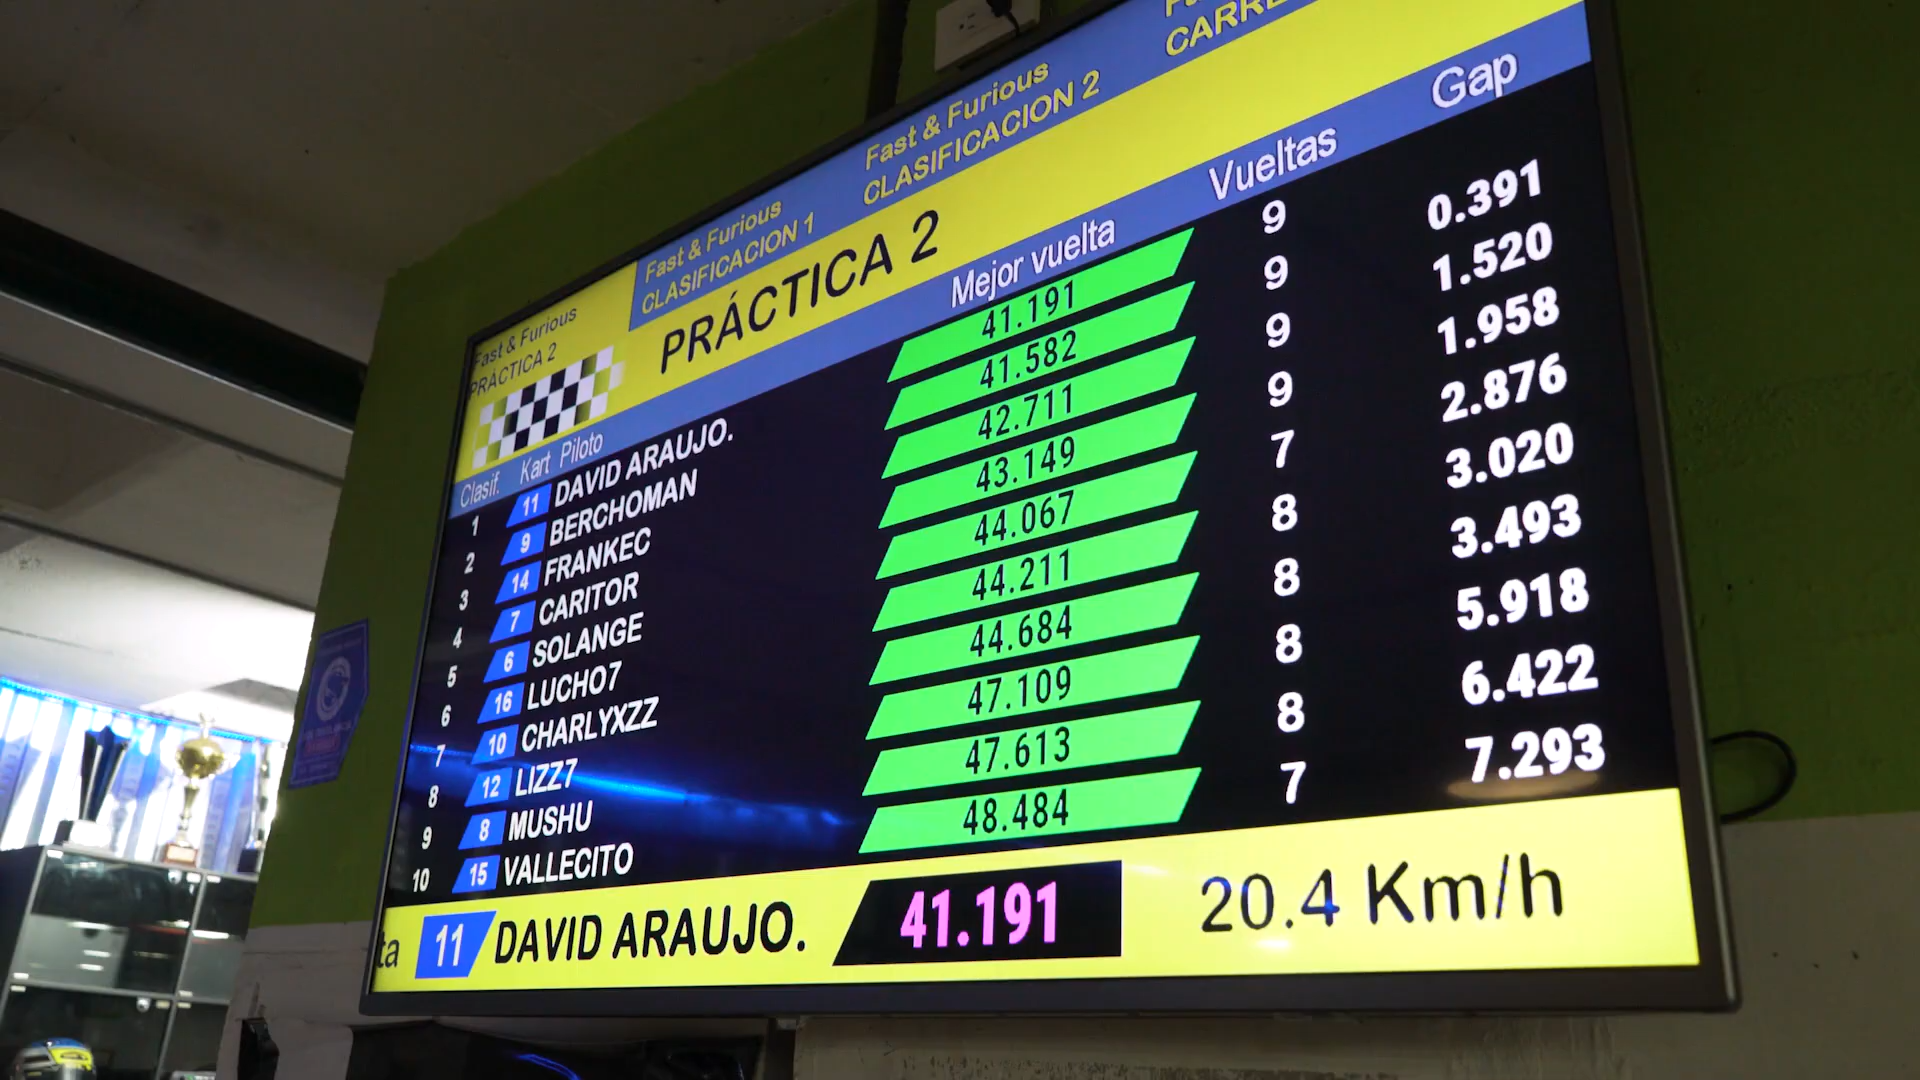 Fast & Furious
PRÁCTICA 2
Fast & Furious
CLASIFICACION 1
Fast & Furious
CLASIFICACION 2
CARRE
PRÁCTICA 2
Clasif. Kart Piloto Mejor vuelta Vueltas Gap
1 11 DAVID ARAUJO. 41.191 9
2 9 BERCHOMAN 41.582 9 0.391
3 14 FRANKEC 42.711 9 1.520
4 7 CARITOR 43.149 9 1.958
5 6 SOLANGE 44.067 7 2.876
6 16 LUCHO7 44.211 8 3.020
7 10 CHARLYXZZ 44.684 8 3.493
8 12 LIZZ7 47.109 8 5.918
9 8 MUSHU 47.613 8 6.422
10 15 VALLECITO 48.484 7 7.293
ta 11 DAVID ARAUJO. 41.191 20.4 Km/h